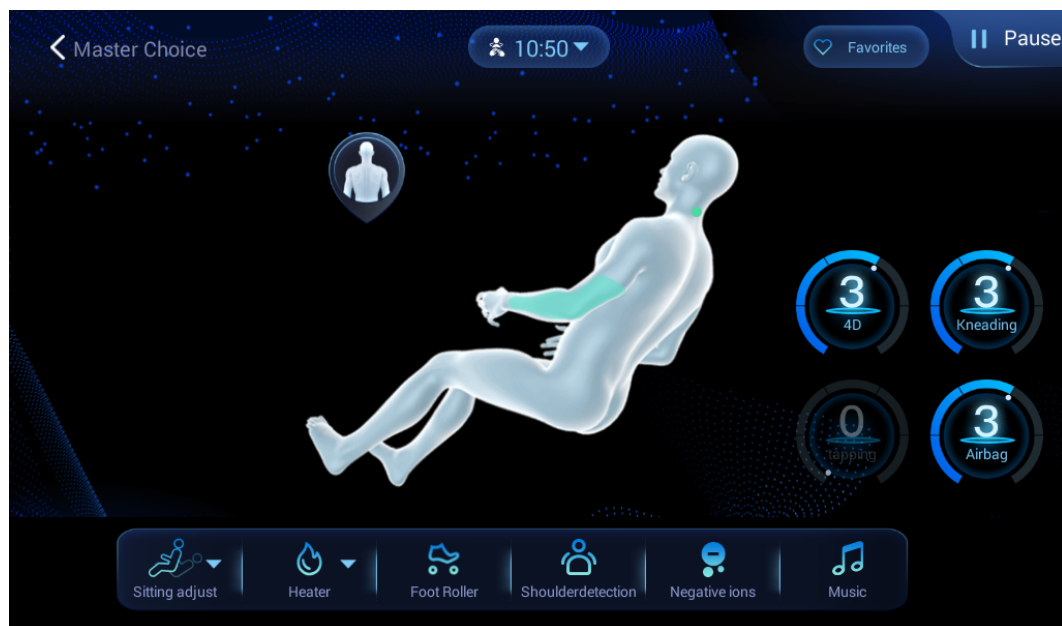 Master Choice
10:50
Favorites
Pause
3
4D
3
Kneading
0
tapping
3
Airbag
Sitting adjust
Heater
Foot Roller
Shoulderdetection
Negative ions
Music